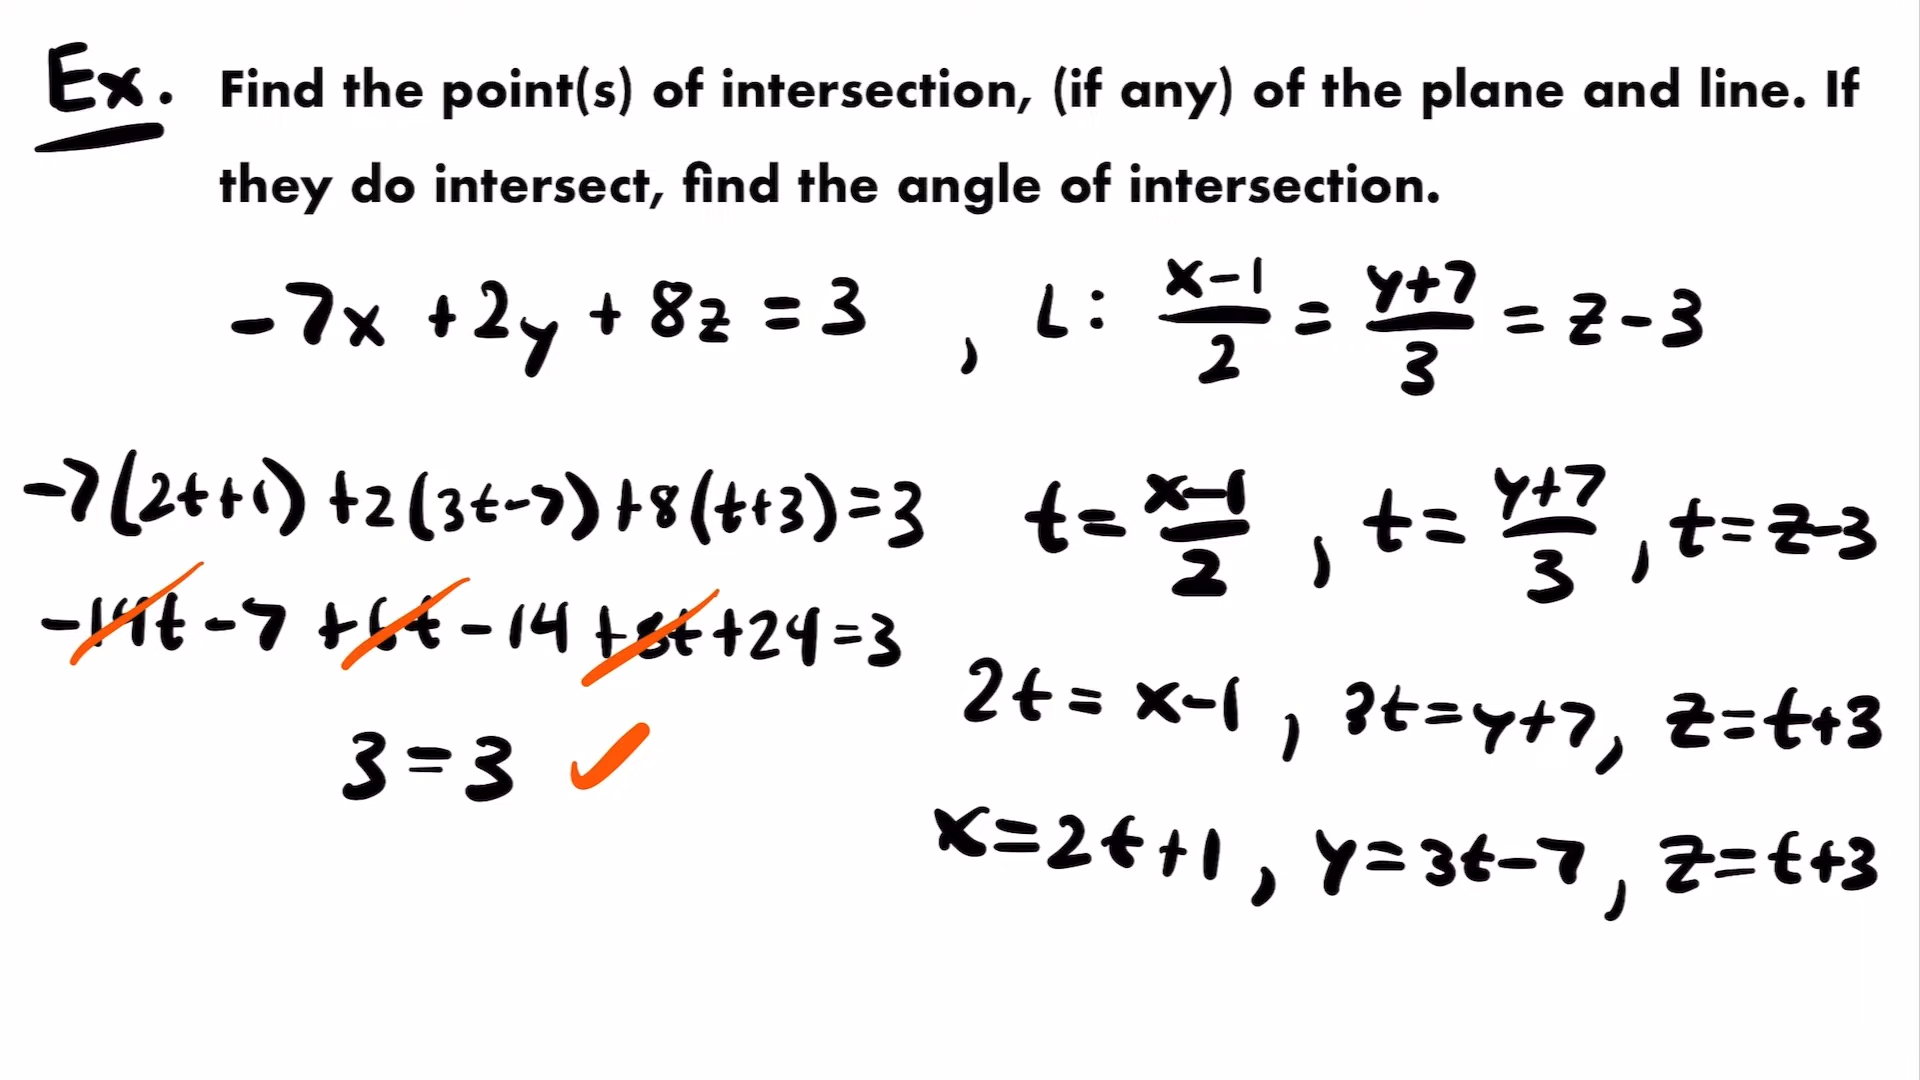 Ex. Find the point(s) of intersection, (if any) of the plane and line. If
they do intersect, find the angle of intersection.
-7x + 2y + 8z = 3 , L: (x-1)/2 = (y+7)/3 = z-3
-7(2t+1) + 2(3t-7) + 8(t+3) = 3
-14t - 7 + 6t - 14 + 8t + 24 = 3
3 = 3 ✓
t = (x-1)/2 , t = (y+7)/3 , t = z-3
2t = x-1 , 3t = y+7 , z = t+3
x = 2t+1 , y = 3t-7 , z = t+3